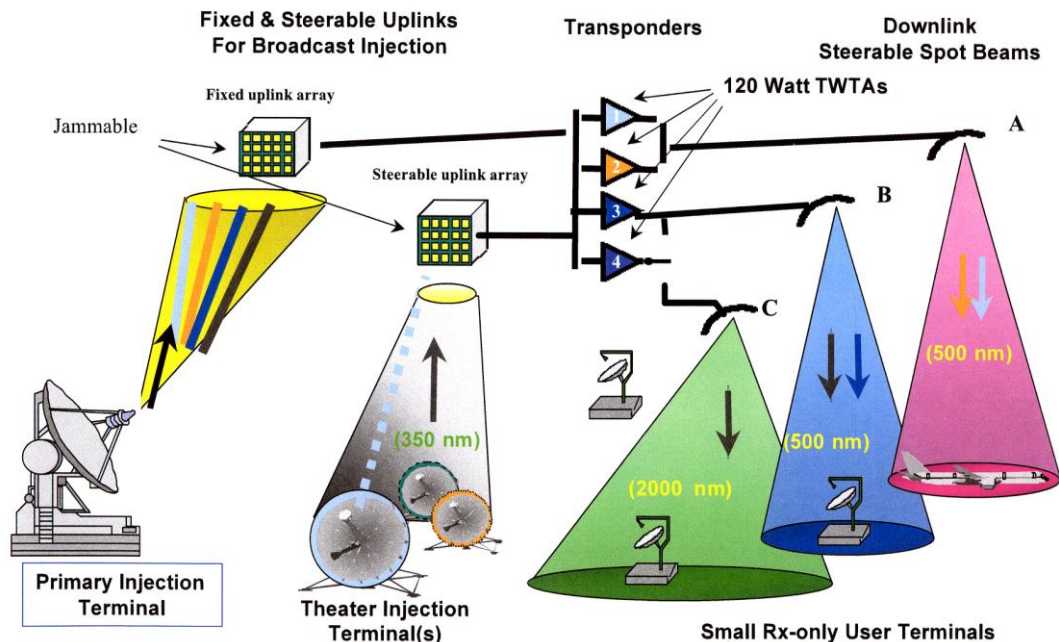 Fixed & Steerable Uplinks
For Broadcast Injection
Transponders
Downlink
Steerable Spot Beams
120 Watt TWTAs
Fixed uplink array
Jammable
Steerable uplink array
1
2
3
4
A
B
C
(500 nm)
(500 nm)
(350 nm)
(2000 nm)
Primary Injection
Terminal
Theater Injection
Terminal(s)
Small Rx-only User Terminals